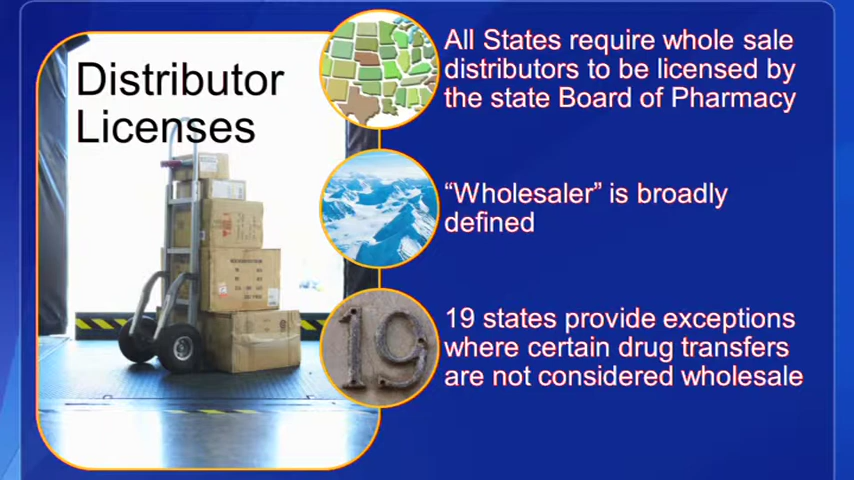 Distributor
Licenses
All States require whole sale
distributors to be licensed by
the state Board of Pharmacy
“Wholesaler” is broadly
defined
19
19 states provide exceptions
where certain drug transfers
are not considered wholesale